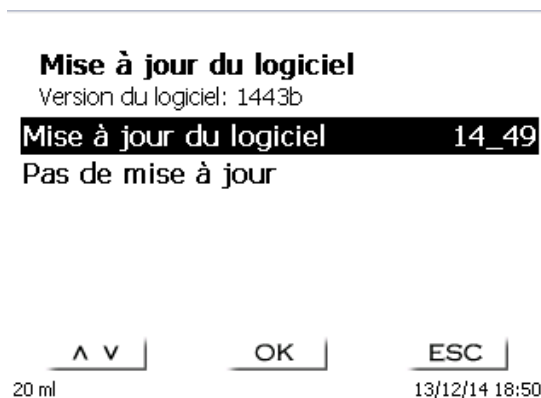 Mise à jour du logiciel
Version du logiciel: 1443b
Mise à jour du logiciel 14_49
Pas de mise à jour
∧ ∨ OK ESC
20 ml 13/12/14 18:50